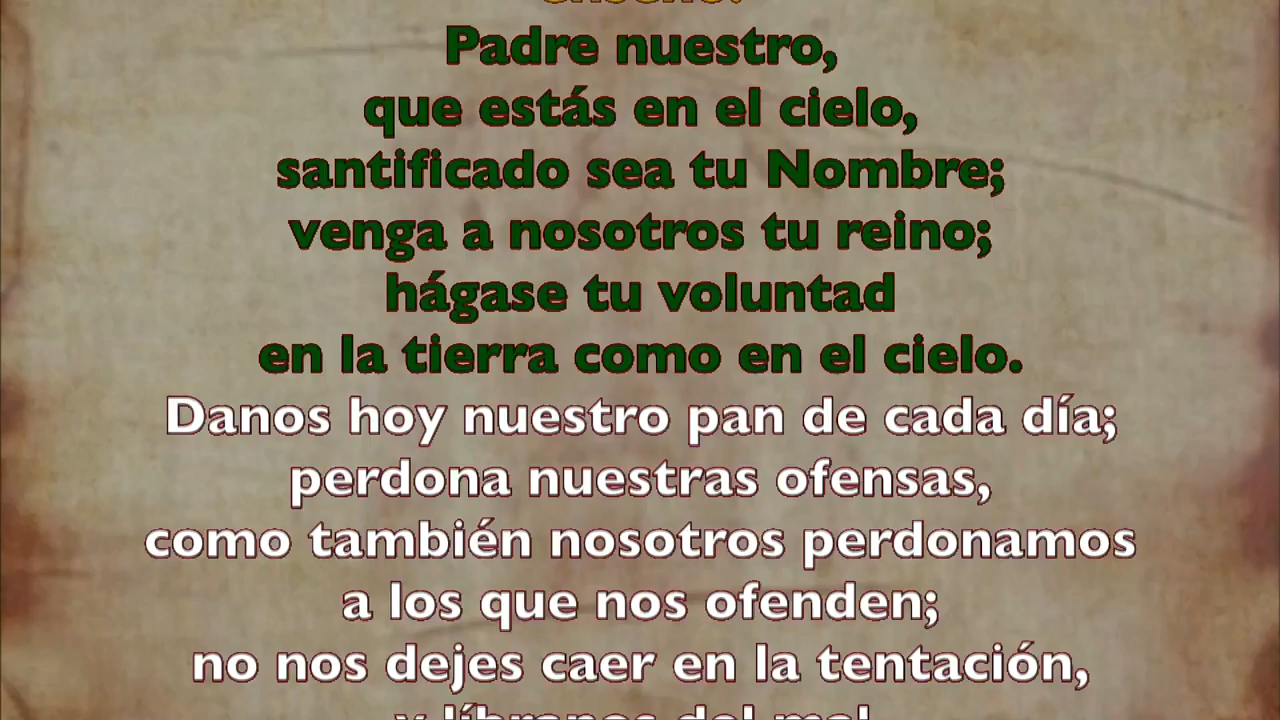 Padre nuestro,
que estás en el cielo,
santificado sea tu Nombre;
venga a nosotros tu reino;
hágase tu voluntad
en la tierra como en el cielo.
Danos hoy nuestro pan de cada día;
perdona nuestras ofensas,
como también nosotros perdonamos
a los que nos ofenden;
no nos dejes caer en la tentación,
y líbranos del mal